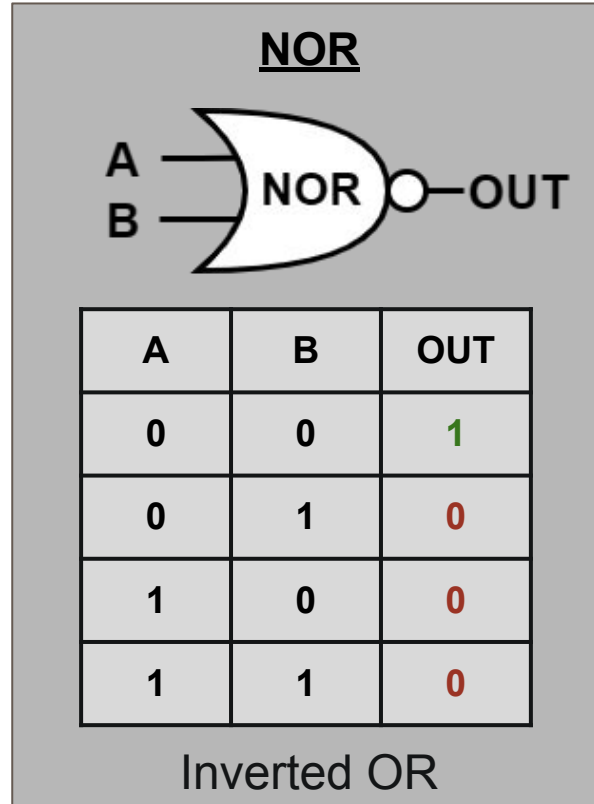 NOR
A
NOR
OUT
B
A B OUT
0 0 1
0 1 0
1 0 0
1 1 0
Inverted OR